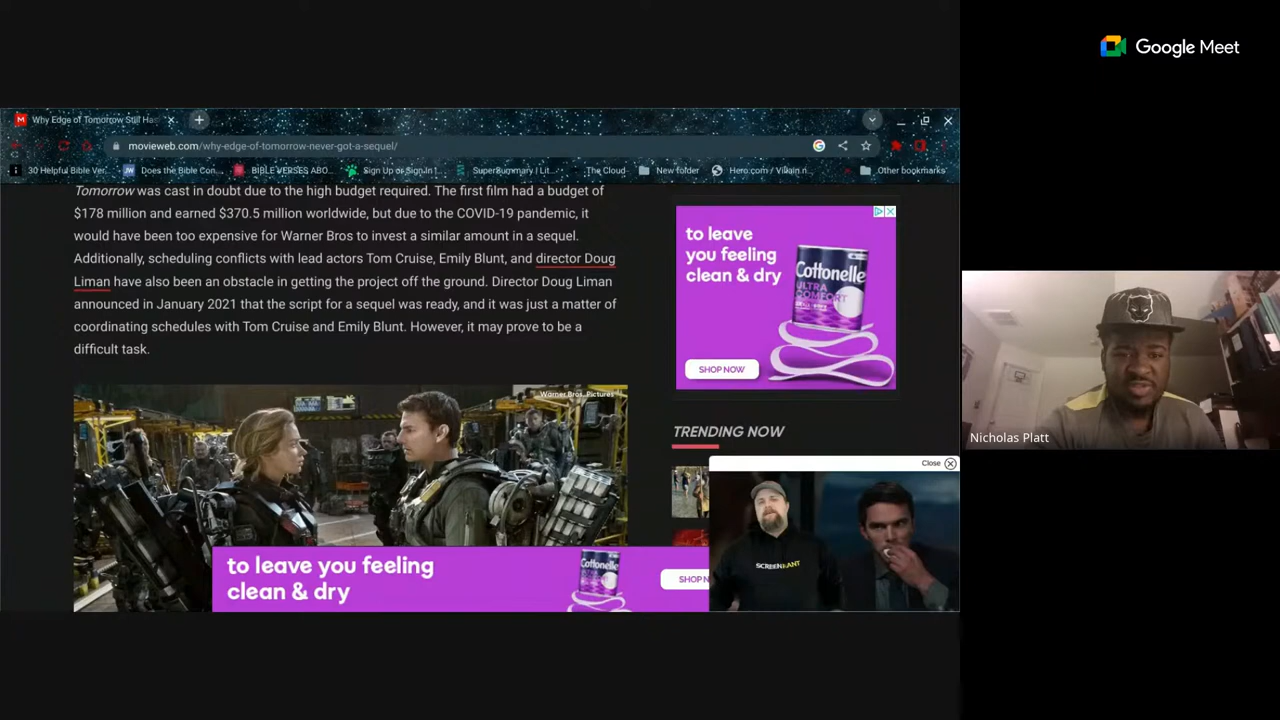 Google Meet
Why Edge of Tomorrow Still Has
movieweb.com/why-edge-of-tomorrow-never-got-a-sequel/
30 Helpful Bible Ver...
Does the Bible Con...
BIBLE VERSES ABO...
Sign Up or Sign In |...
SuperSummary | Lit...
The Cloud
New folder
Hero.com / Villain.n...
Other bookmarks
Tomorrow was cast in doubt due to the high budget required. The first film had a budget of
$178 million and earned $370.5 million worldwide, but due to the COVID-19 pandemic, it
would have been too expensive for Warner Bros to invest a similar amount in a sequel.
Additionally, scheduling conflicts with lead actors Tom Cruise, Emily Blunt, and director Doug
Liman have also been an obstacle in getting the project off the ground. Director Doug Liman
announced in January 2021 that the script for a sequel was ready, and it was just a matter of
coordinating schedules with Tom Cruise and Emily Blunt. However, it may prove to be a
difficult task.
Warner Bros. Pictures
to leave
you feeling
clean & dry
Cottonelle
ULTRA
COMFORT
SHOP NOW
TRENDING NOW
Close
SCREENRANT
to leave you feeling
clean & dry
Cottonelle
SHOP N
Nicholas Platt